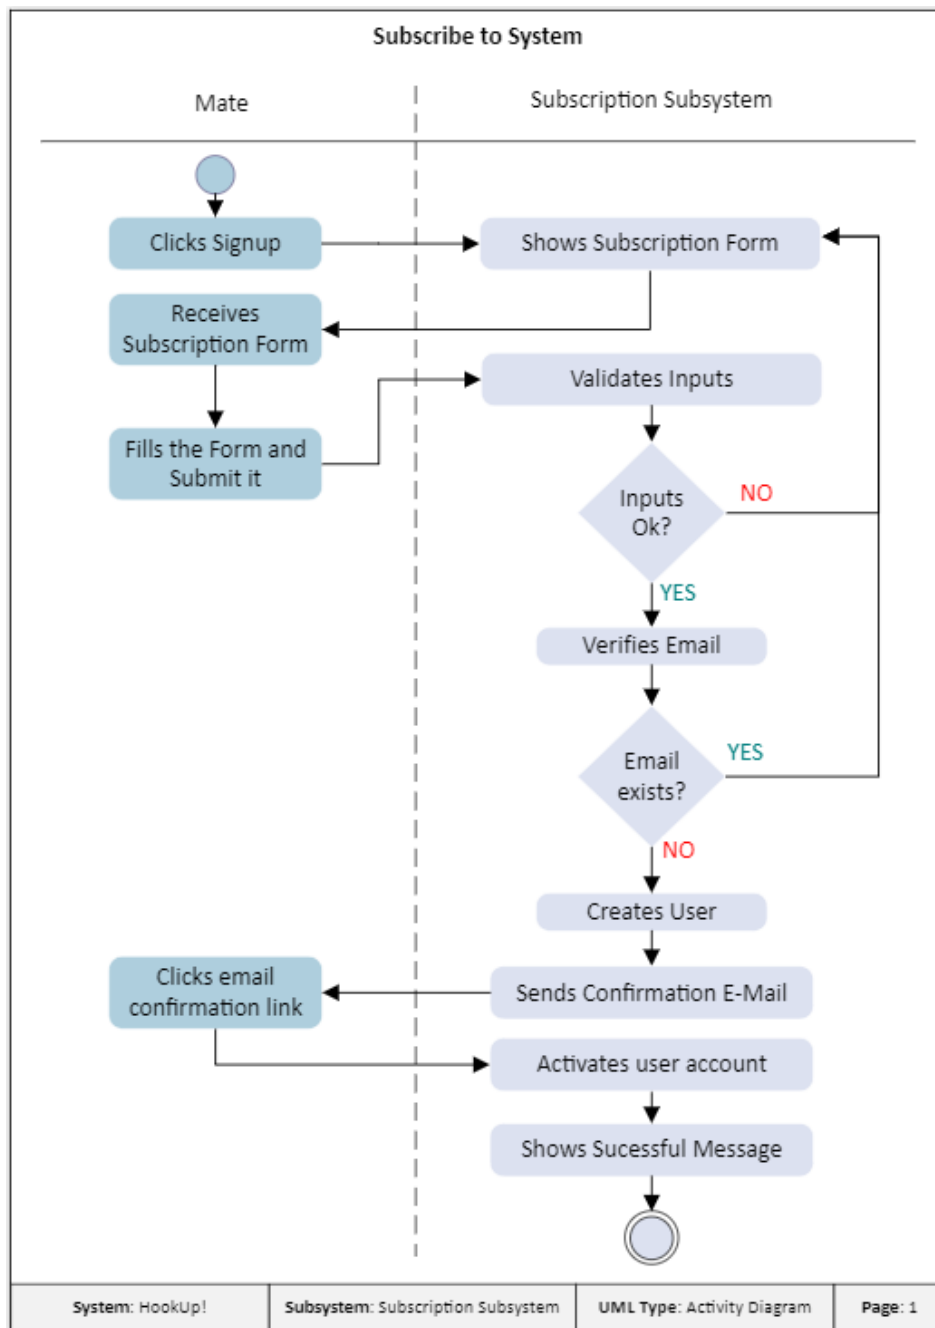 Subscribe to System
Mate
Subscription Subsystem
Clicks Signup
Shows Subscription Form
Receives
Subscription Form
Validates Inputs
Fills the Form and
Submit it
Inputs
Ok?
NO
YES
Verifies Email
Email
exists?
YES
NO
Creates User
Clicks email
confirmation link
Sends Confirmation E-Mail
Activates user account
Shows Sucessful Message
System: HookUp!
Subsystem: Subscription Subsystem
UML Type: Activity Diagram
Page: 1